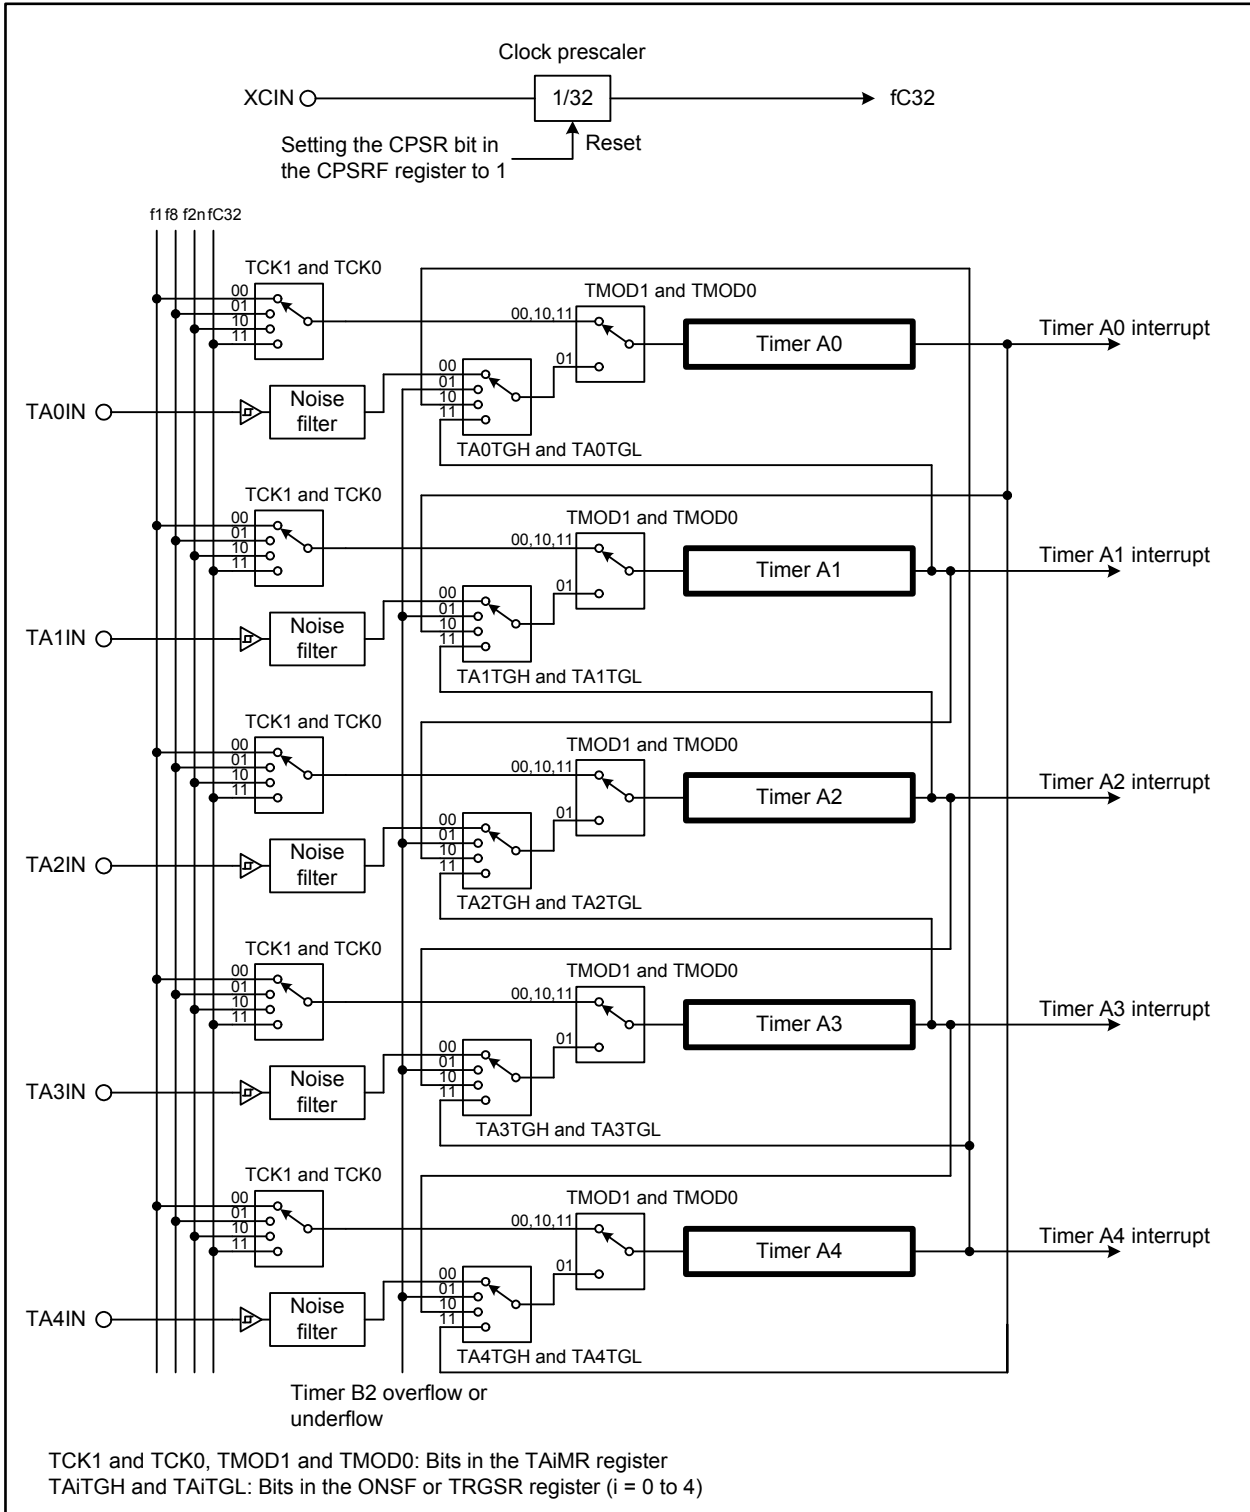 Clock prescaler
XCIN
1/32
fC32
Setting the CPSR bit in
the CPSRF register to 1
Reset
f1 f8 f2n fC32
TCK1 and TCK0
00
01
10
11
TMOD1 and TMOD0
00,10,11
01
Timer A0
Timer A0 interrupt
TA0IN
Noise
filter
00
01
10
11
TA0TGH and TA0TGL
TCK1 and TCK0
00
01
10
11
TMOD1 and TMOD0
00,10,11
01
Timer A1
Timer A1 interrupt
TA1IN
Noise
filter
00
01
10
11
TA1TGH and TA1TGL
TCK1 and TCK0
00
01
10
11
TMOD1 and TMOD0
00,10,11
01
Timer A2
Timer A2 interrupt
TA2IN
Noise
filter
00
01
10
11
TA2TGH and TA2TGL
TCK1 and TCK0
00
01
10
11
TMOD1 and TMOD0
00,10,11
01
Timer A3
Timer A3 interrupt
TA3IN
Noise
filter
00
01
10
11
TA3TGH and TA3TGL
TCK1 and TCK0
00
01
10
11
TMOD1 and TMOD0
00,10,11
01
Timer A4
Timer A4 interrupt
TA4IN
Noise
filter
00
01
10
11
TA4TGH and TA4TGL
Timer B2 overflow or
underflow
TCK1 and TCK0, TMOD1 and TMOD0: Bits in the TAiMR register
TAiTGH and TAiTGL: Bits in the ONSF or TRGSR register (i = 0 to 4)